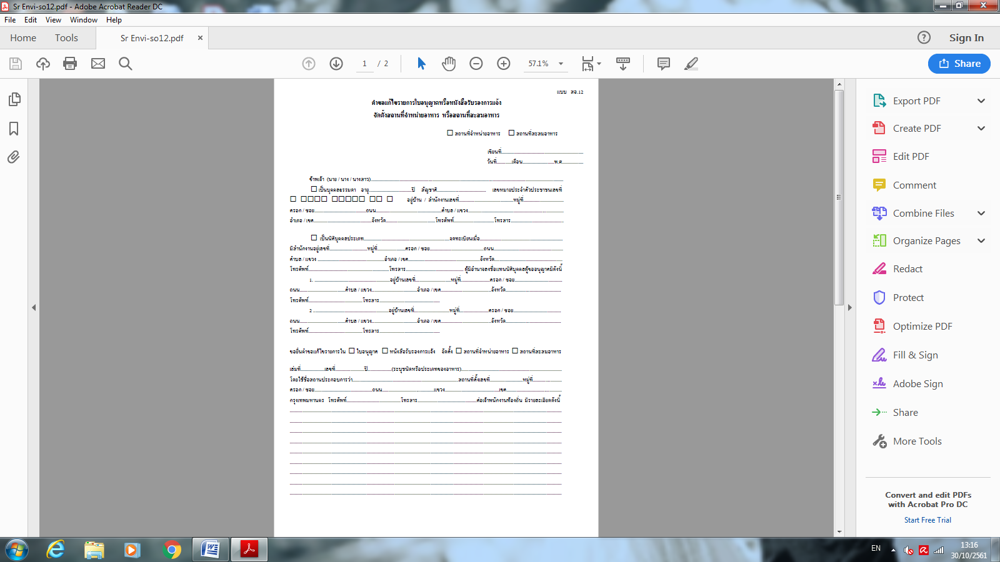 Sr Envi-so12.pdf - Adobe Acrobat Reader DC
File Edit View Window Help
Home Tools Sr Envi-so12.pdf × Sign In
1 / 2 57.1% Share
แบบ สอ.12
คำขอแก้ไขรายการใบอนุญาตหรือหนังสือรับรองการแจ้ง
จัดตั้งสถานที่จำหน่ายอาหาร หรือสถานที่สะสมอาหาร
☐ สถานที่จำหน่ายอาหาร ☐ สถานที่สะสมอาหาร
เขียนที่..........
วันที่..........เดือน..........พ.ศ..........
ข้าพเจ้า (นาย / นาง / นางสาว)..........
☐ เป็นบุคคลธรรมดา อายุ..........ปี สัญชาติ.......... เลขหมายประจำตัวประชาชนเลขที่
☐ ☐☐☐☐ ☐☐☐☐☐ ☐☐ ☐ อยู่บ้าน / สำนักงานเลขที่..........หมู่ที่..........
ตรอก / ซอย..........ถนน..........ตำบล / แขวง..........
อำเภอ / เขต..........จังหวัด..........โทรศัพท์..........โทรสาร..........
☐ เป็นนิติบุคคลประเภท..........จดทะเบียนเมื่อ..........
มีสำนักงานอยู่เลขที่..........หมู่ที่..........ตรอก / ซอย..........ถนน..........
ตำบล / แขวง ..........อำเภอ / เขต..........จังหวัด..........
โทรศัพท์..........โทรสาร.......... ผู้มีอำนาจลงชื่อแทนนิติบุคคลผู้ขออนุญาตมีดังนี้
1. ..........อยู่บ้านเลขที่..........หมู่ที่..........ตรอก / ซอย..........
ถนน..........ตำบล / แขวง..........อำเภอ / เขต..........จังหวัด..........
โทรศัพท์..........โทรสาร..........
2 ..........อยู่บ้านเลขที่..........หมู่ที่..........ตรอก / ซอย..........
ถนน..........ตำบล / แขวง..........อำเภอ / เขต..........จังหวัด..........
โทรศัพท์..........โทรสาร..........
ขอยื่นคำขอแก้ไขรายการใน ☐ ใบอนุญาต ☐ หนังสือรับรองการแจ้ง จัดตั้ง ☐ สถานที่จำหน่ายอาหาร ☐ สถานที่สะสมอาหาร
เล่มที่..........เลขที่..........ปี..........(ระบุชนิดหรือประเภทของอาหาร)..........
โดยใช้ชื่อสถานประกอบการว่า..........สถานที่ตั้งเลขที่..........หมู่ที่..........
ตรอก / ซอย..........ถนน..........แขวง..........เขต..........
กรุงเทพมหานคร โทรศัพท์..........โทรสาร..........ต่อเจ้าพนักงานท้องถิ่น มีรายละเอียดดังนี้
Export PDF
Create PDF
Edit PDF
Comment
Combine Files
Organize Pages
Redact
Protect
Optimize PDF
Fill & Sign
Adobe Sign
Share
More Tools
Convert and edit PDFs
with Acrobat Pro DC
Start Free Trial
EN 13:16
30/10/2561